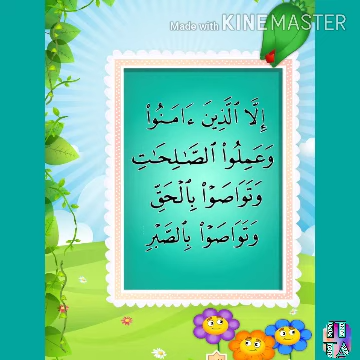 Made with KINEMASTER
إِلَّا ٱلَّذِينَ ءَامَنُوا۟
وَعَمِلُوا۟ ٱلصَّـٰلِحَـٰتِ
وَتَوَاصَوْا۟ بِٱلْحَقِّ
وَتَوَاصَوْا۟ بِٱلصَّبْرِ